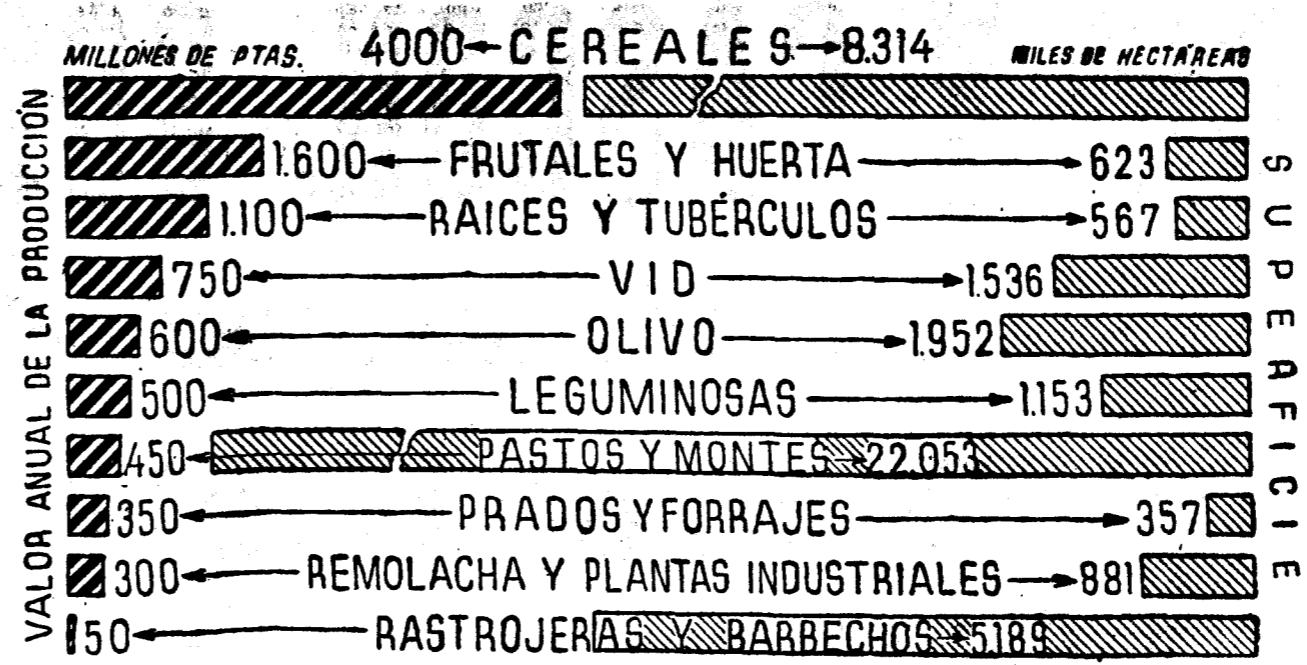 MILLONES DE PTAS. 4000 CEREALES 8.314 MILES DE HECTÁREAS
VALOR ANUAL DE LA PRODUCCIÓN
1.600 FRUTALES Y HUERTA 623
1.100 RAICES Y TUBÉRCULOS 567
750 VID 1.536
600 OLIVO 1.952
500 LEGUMINOSAS 1.153
450 PASTOS Y MONTES 22.053
350 PRADOS Y FORRAJES 357
300 REMOLACHA Y PLANTAS INDUSTRIALES 881
50 RASTROJERAS Y BARBECHOS 5.189
SUPERFICIE